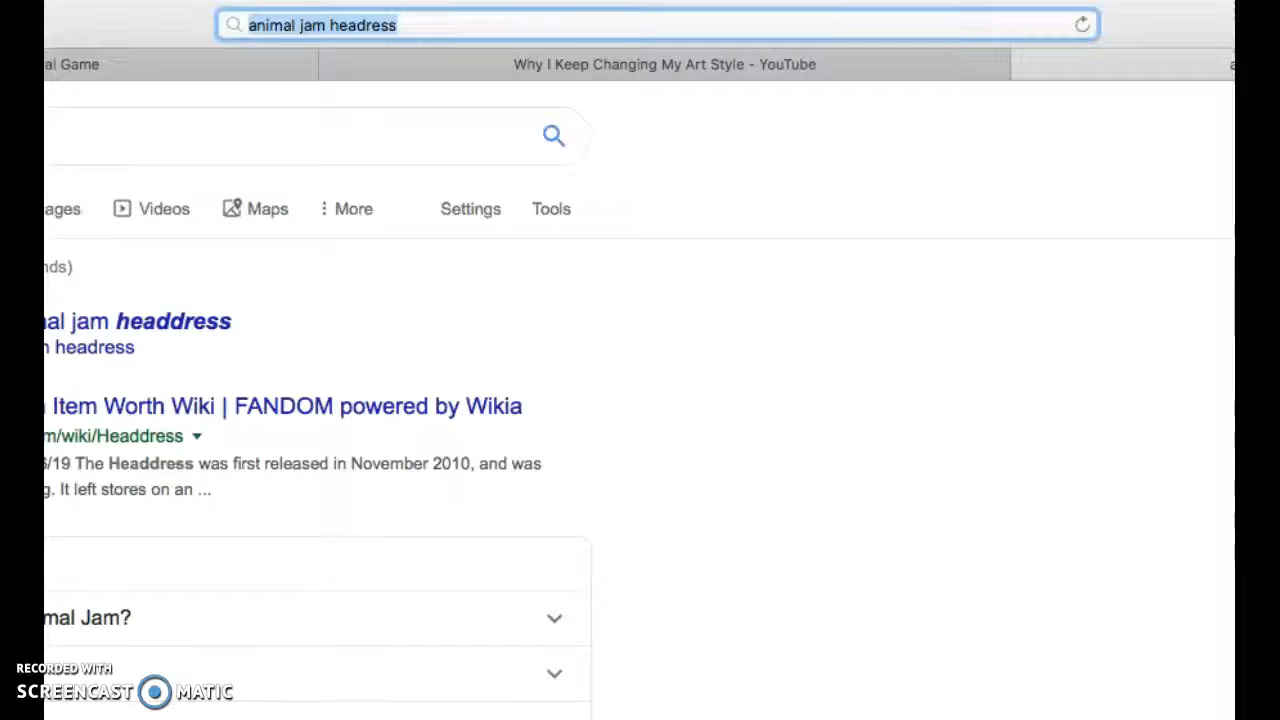 animal jam headress
al Game
Why I Keep Changing My Art Style - YouTube
ages
Videos
Maps
More
Settings
Tools
nds)
al jam headdress
headress
Item Worth Wiki | FANDOM powered by Wikia
m/wiki/Headdress
/19 The Headdress was first released in November 2010, and was
g. It left stores on an ...
mal Jam?
RECORDED WITH
SCREENCAST MATIC